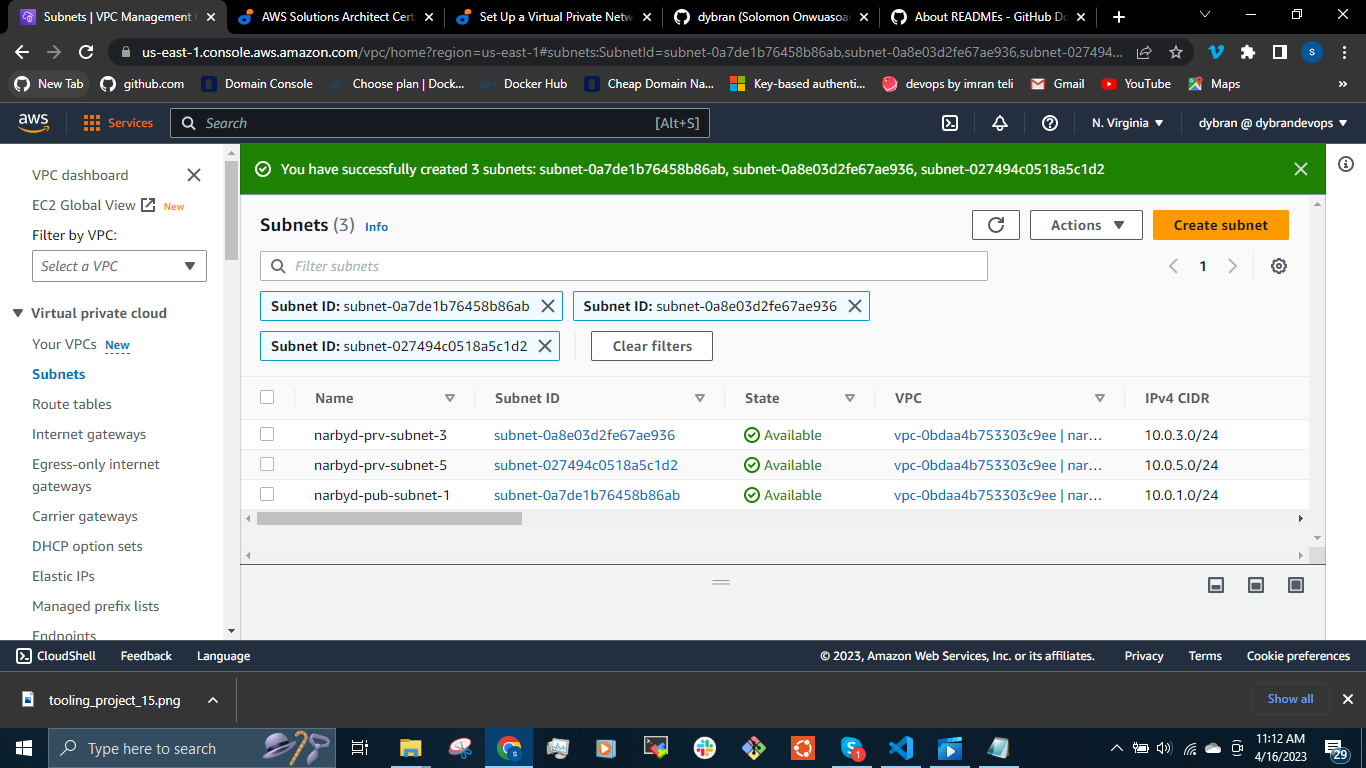 Subnets | VPC Management
AWS Solutions Architect Cert
Set Up a Virtual Private Netw
dybran (Solomon Onwuasoa
About READMEs - GitHub Do
us-east-1.console.aws.amazon.com/vpc/home?region=us-east-1#subnets:SubnetId=subnet-0a7de1b76458b86ab,subnet-0a8e03d2fe67ae936,subnet-027494...
S
New Tab
github.com
Domain Console
Choose plan | Dock...
Docker Hub
Cheap Domain Na...
Key-based authenti...
devops by imran teli
Gmail
YouTube
Maps
»
aws
Services
Search
[Alt+S]
N. Virginia
dybran @ dybrandevops
VPC dashboard
EC2 Global View New
Filter by VPC:
Select a VPC
Virtual private cloud
Your VPCs New
Subnets
Route tables
Internet gateways
Egress-only internet
gateways
Carrier gateways
DHCP option sets
Elastic IPs
Managed prefix lists
Endpoints
You have successfully created 3 subnets: subnet-0a7de1b76458b86ab, subnet-0a8e03d2fe67ae936, subnet-027494c0518a5c1d2
Subnets (3) Info
Actions
Create subnet
Filter subnets
1
Subnet ID: subnet-0a7de1b76458b86ab
Subnet ID: subnet-0a8e03d2fe67ae936
Subnet ID: subnet-027494c0518a5c1d2
Clear filters
Name Subnet ID State VPC IPv4 CIDR
narbyd-prv-subnet-3 subnet-0a8e03d2fe67ae936 Available vpc-0bdaa4b753303c9ee | nar... 10.0.3.0/24
narbyd-prv-subnet-5 subnet-027494c0518a5c1d2 Available vpc-0bdaa4b753303c9ee | nar... 10.0.5.0/24
narbyd-pub-subnet-1 subnet-0a7de1b76458b86ab Available vpc-0bdaa4b753303c9ee | nar... 10.0.1.0/24
CloudShell
Feedback
Language
© 2023, Amazon Web Services, Inc. or its affiliates.
Privacy
Terms
Cookie preferences
tooling_project_15.png
Show all
Type here to search
1
11:12 AM
4/16/2023
29